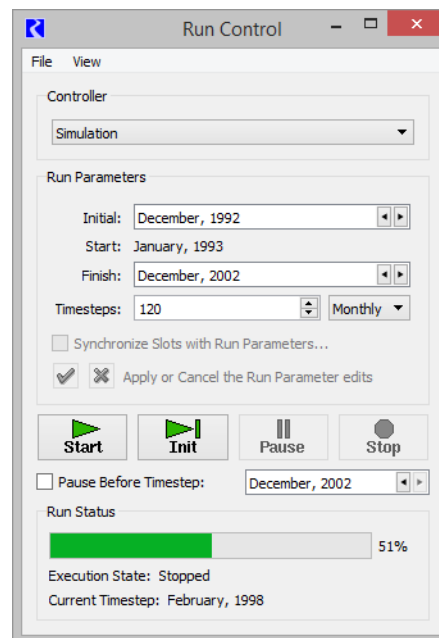 Run Control
File View
Controller
Simulation
Run Parameters
Initial: December, 1992
Start: January, 1993
Finish: December, 2002
Timesteps: 120 Monthly
Synchronize Slots with Run Parameters...
Apply or Cancel the Run Parameter edits
Start Init Pause Stop
Pause Before Timestep: December, 2002
Run Status
51%
Execution State: Stopped
Current Timestep: February, 1998